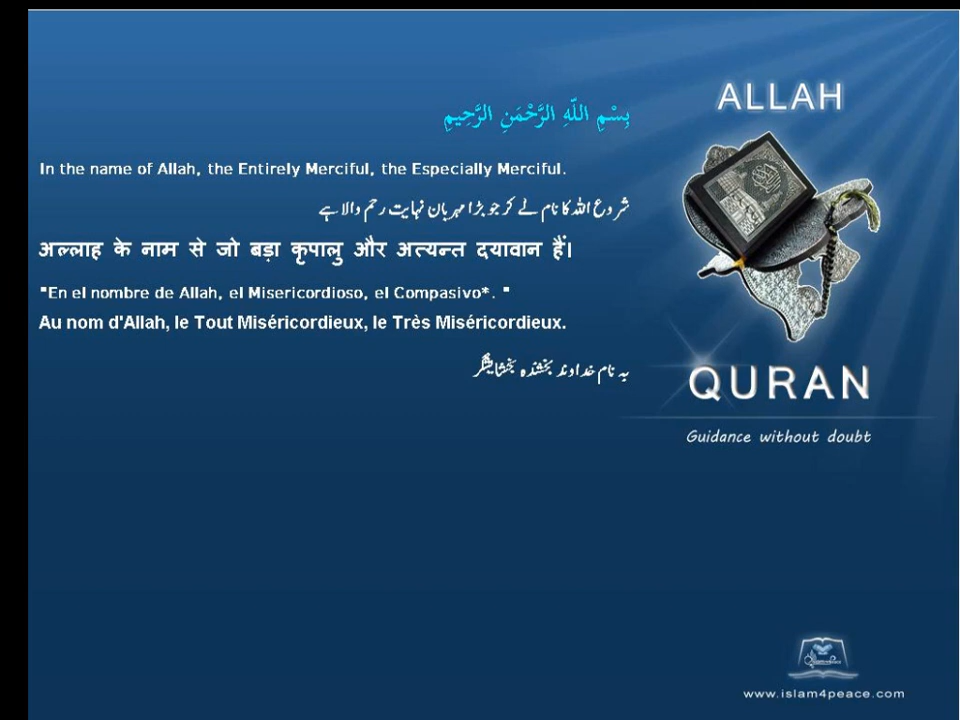 بِسْمِ اللّهِ الرَّحْمَنِ الرَّحِيمِ
In the name of Allah, the Entirely Merciful, the Especially Merciful.
شروع الله کا نام لے کر جو بڑا مہربان نہایت رحم والا ہے
अल्लाह के नाम से जो बड़ा कृपालु और अत्यन्त दयावान हैं।
"En el nombre de Allah, el Misericordioso, el Compasivo*. "
Au nom d'Allah, le Tout Miséricordieux, le Très Miséricordieux.
به نام خداوند بخشنده بخشایشگر
ALLAH
QURAN
Guidance without doubt
www.islam4peace.com